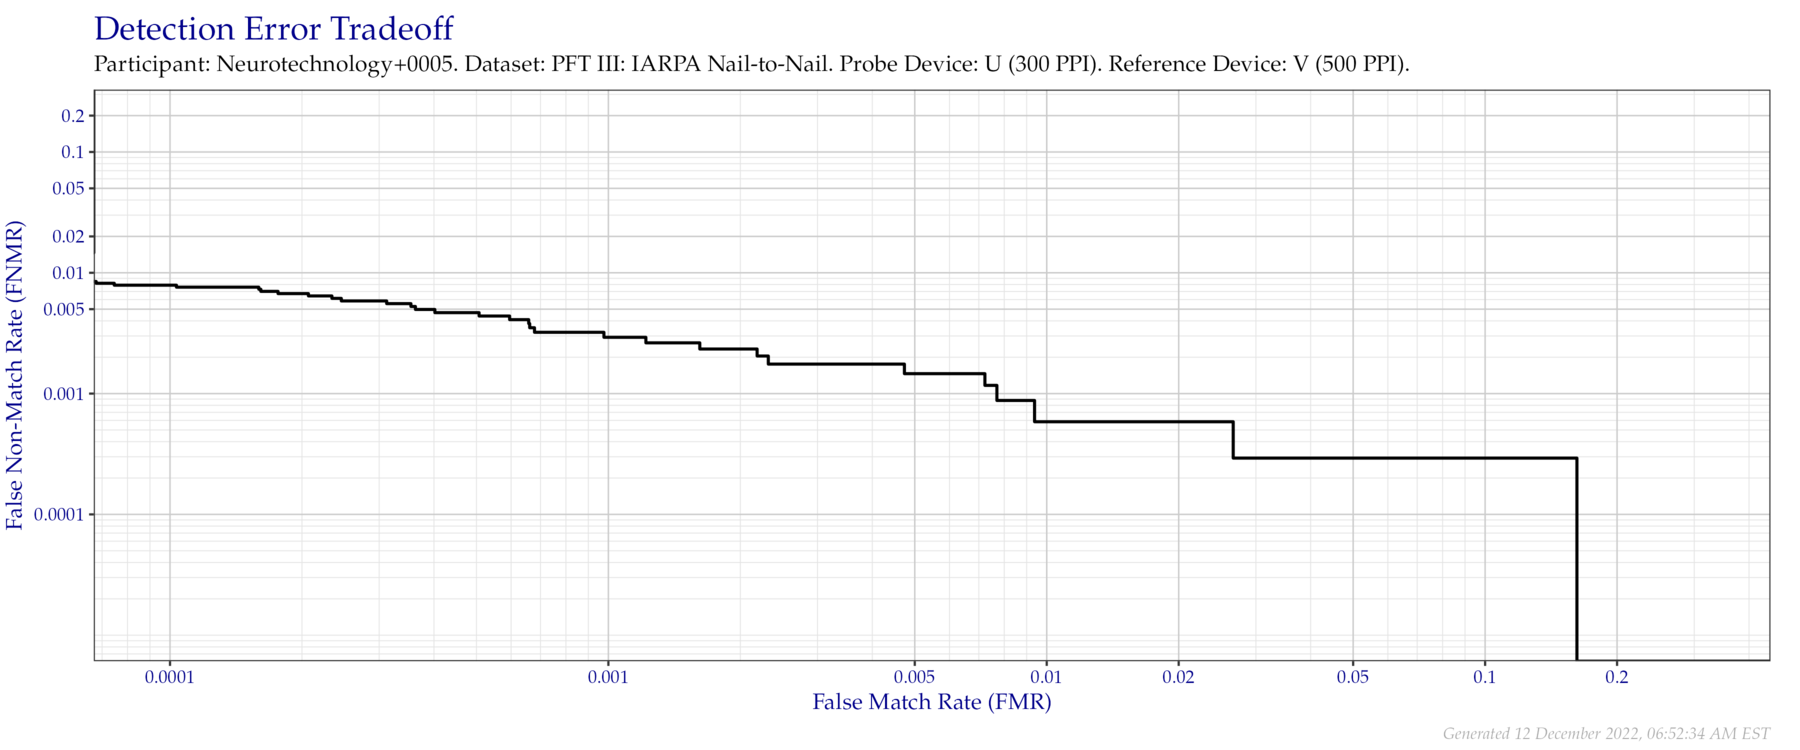 Detection Error Tradeoff
Participant: Neurotechnology+0005. Dataset: PFT III: IARPA Nail-to-Nail. Probe Device: U (300 PPI). Reference Device: V (500 PPI).
False Non-Match Rate (FNMR)
0.2
0.1
0.05
0.02
0.01
0.005
0.001
0.0001
0.0001 0.001 0.005 0.01 0.02 0.05 0.1 0.2
False Match Rate (FMR)
Generated 12 December 2022, 06:52:34 AM EST